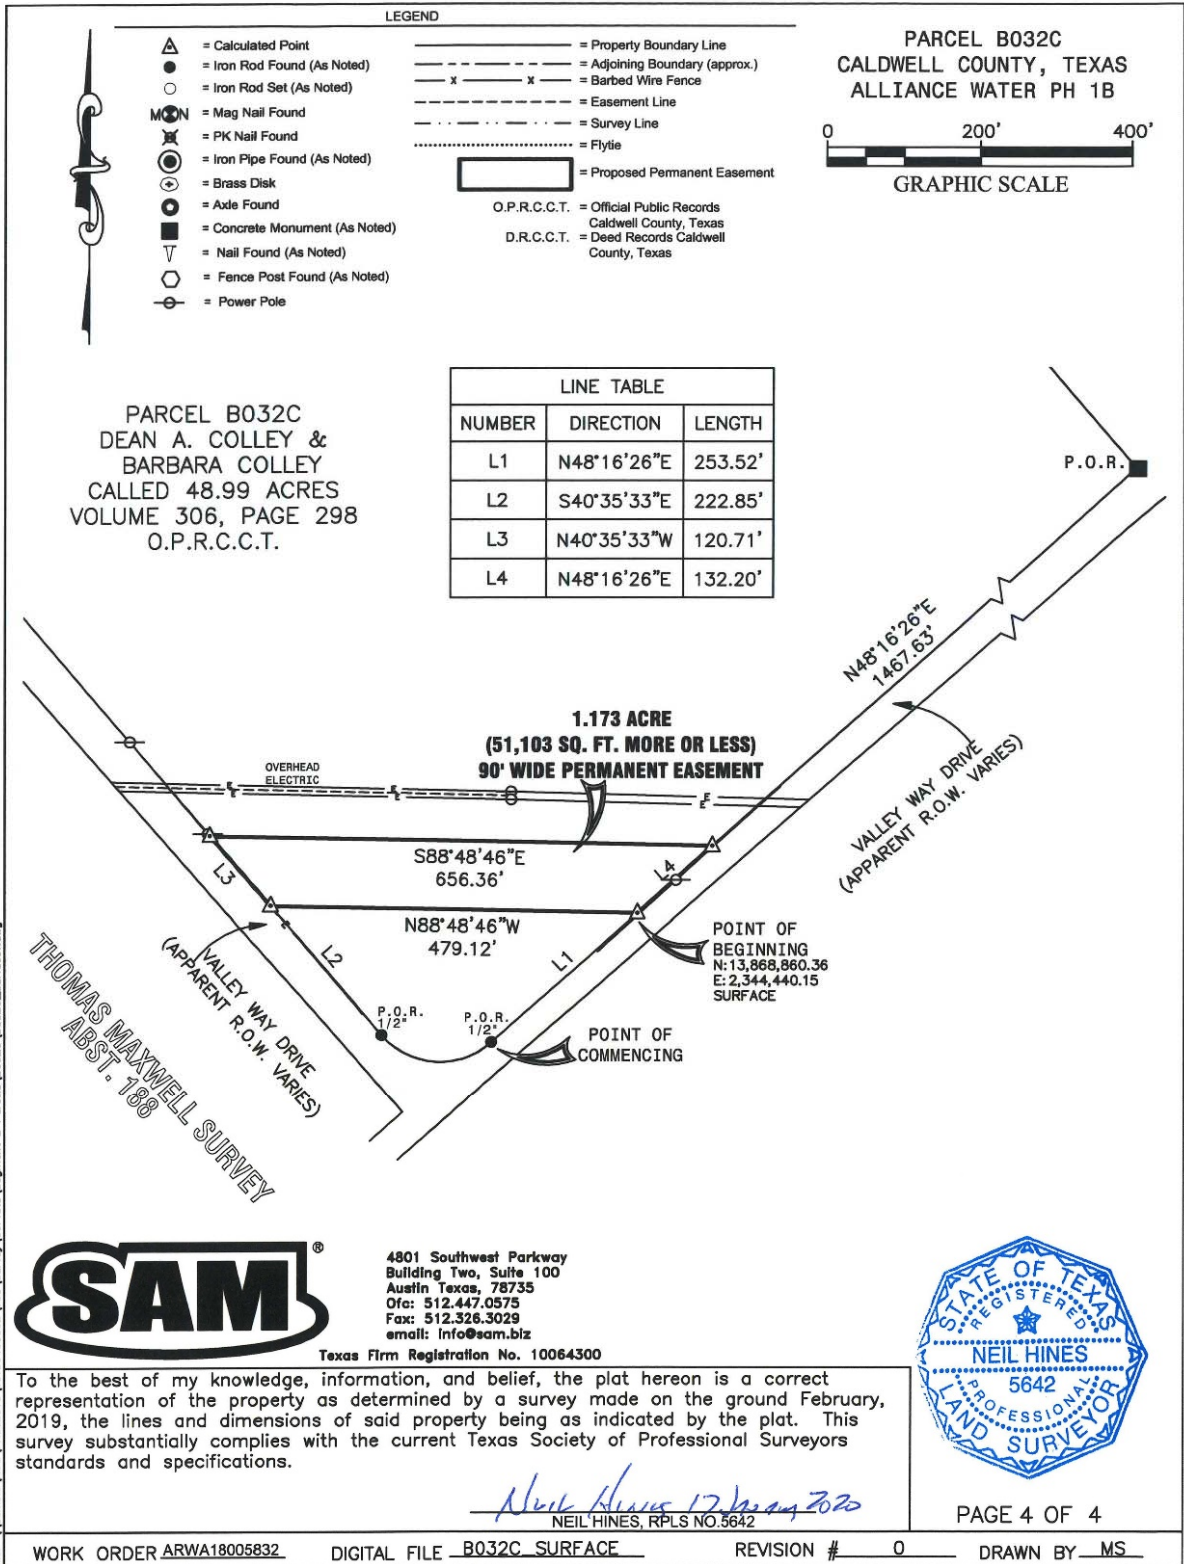 LEGEND
= Calculated Point
= Iron Rod Found (As Noted)
= Iron Rod Set (As Noted)
M N = Mag Nail Found
= PK Nail Found
= Iron Pipe Found (As Noted)
= Brass Disk
= Axle Found
= Concrete Monument (As Noted)
= Nail Found (As Noted)
= Fence Post Found (As Noted)
= Power Pole
= Property Boundary Line
= Adjoining Boundary (approx.)
x x = Barbed Wire Fence
= Easement Line
= Survey Line
= Flytie
= Proposed Permanent Easement
O.P.R.C.C.T. = Official Public Records
Caldwell County, Texas
D.R.C.C.T. = Deed Records Caldwell
County, Texas
PARCEL B032C
CALDWELL COUNTY, TEXAS
ALLIANCE WATER PH 1B
0 200' 400'
GRAPHIC SCALE
PARCEL B032C
DEAN A. COLLEY &
BARBARA COLLEY
CALLED 48.99 ACRES
VOLUME 306, PAGE 298
O.P.R.C.C.T.
LINE TABLE
NUMBER DIRECTION LENGTH
L1 N48°16'26"E 253.52'
L2 S40°35'33"E 222.85'
L3 N40°35'33"W 120.71'
L4 N48°16'26"E 132.20'
P.O.R.
N48°16'26"E
1467.63'
1.173 ACRE
(51,103 SQ. FT. MORE OR LESS)
90' WIDE PERMANENT EASEMENT
OVERHEAD
ELECTRIC
E E E E E E
VALLEY WAY DRIVE
(APPARENT R.O.W. VARIES)
S88°48'46"E
656.36'
L3
L4
N88°48'46"W
479.12'
L2
L1
POINT OF
BEGINNING
N:13,868,860.36
E:2,344,440.15
SURFACE
VALLEY WAY DRIVE
(APPARENT R.O.W. VARIES)
P.O.R.
1/2"
P.O.R.
1/2"
POINT OF
COMMENCING
THOMAS MAXWELL SURVEY
ABST. 188
SAM®
4801 Southwest Parkway
Building Two, Suite 100
Austin Texas, 78735
Ofc: 512.447.0575
Fax: 512.326.3029
email: info@sam.biz
Texas Firm Registration No. 10064300
STATE OF TEXAS
REGISTERED
NEIL HINES
5642
PROFESSIONAL
LAND SURVEYOR
To the best of my knowledge, information, and belief, the plat hereon is a correct
representation of the property as determined by a survey made on the ground February,
2019, the lines and dimensions of said property being as indicated by the plat. This
survey substantially complies with the current Texas Society of Professional Surveyors
standards and specifications.
Neil Hines 2020
NEIL HINES, RPLS NO.5642
PAGE 4 OF 4
WORK ORDER ARWA18005832 DIGITAL FILE B032C_SURFACE REVISION # 0 DRAWN BY MS